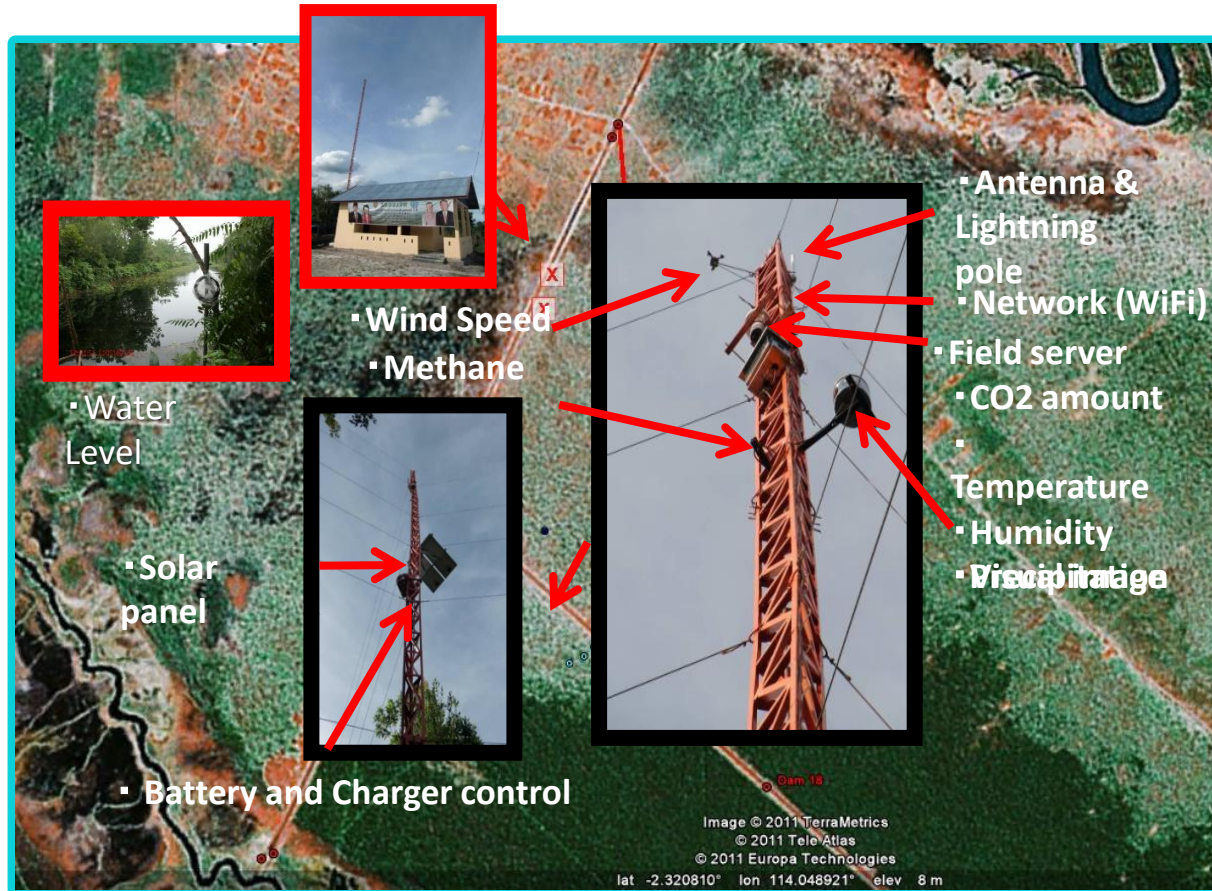 ▪ Antenna &
Lightning
pole
▪ Network (WiFi)
▪ Wind Speed
▪ Methane
▪ Field server
▪ CO2 amount
▪
Temperature
▪ Humidity
▪ Water
Level
▪ Solar
panel
▪ Battery and Charger control
X
X
Dam 18
Image © 2011 TerraMetrics
© 2011 Tele Atlas
© 2011 Europa Technologies
lat -2.320810° lon 114.048921° elev 8 m